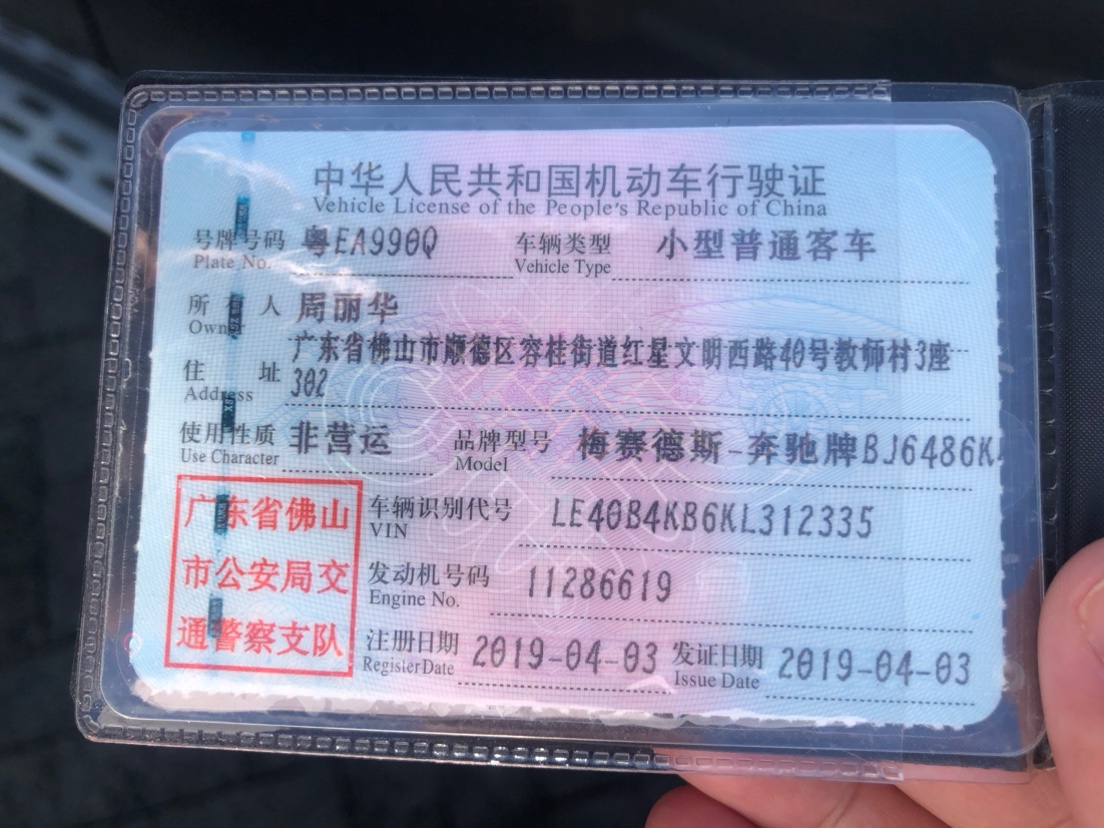 中华人民共和国机动车行驶证
Vehicle License of the People's Republic of China
号牌号码 粤EA990Q 车辆类型 小型普通客车
Plate No. Vehicle Type
所有人 周丽华
Owner
广东省佛山市顺德区容桂街道红星文明西路40号教师村3座
住址 302
Address
使用性质 非营运 品牌型号 梅赛德斯-奔驰牌BJ6486K
Use Character Model
广东省佛山
市公安局交
通警察支队
车辆识别代号 LE40B4KB6KL312335
VIN
发动机号码 11286619
Engine No.
注册日期 2019-04-03 发证日期 2019-04-03
Register Date Issue Date